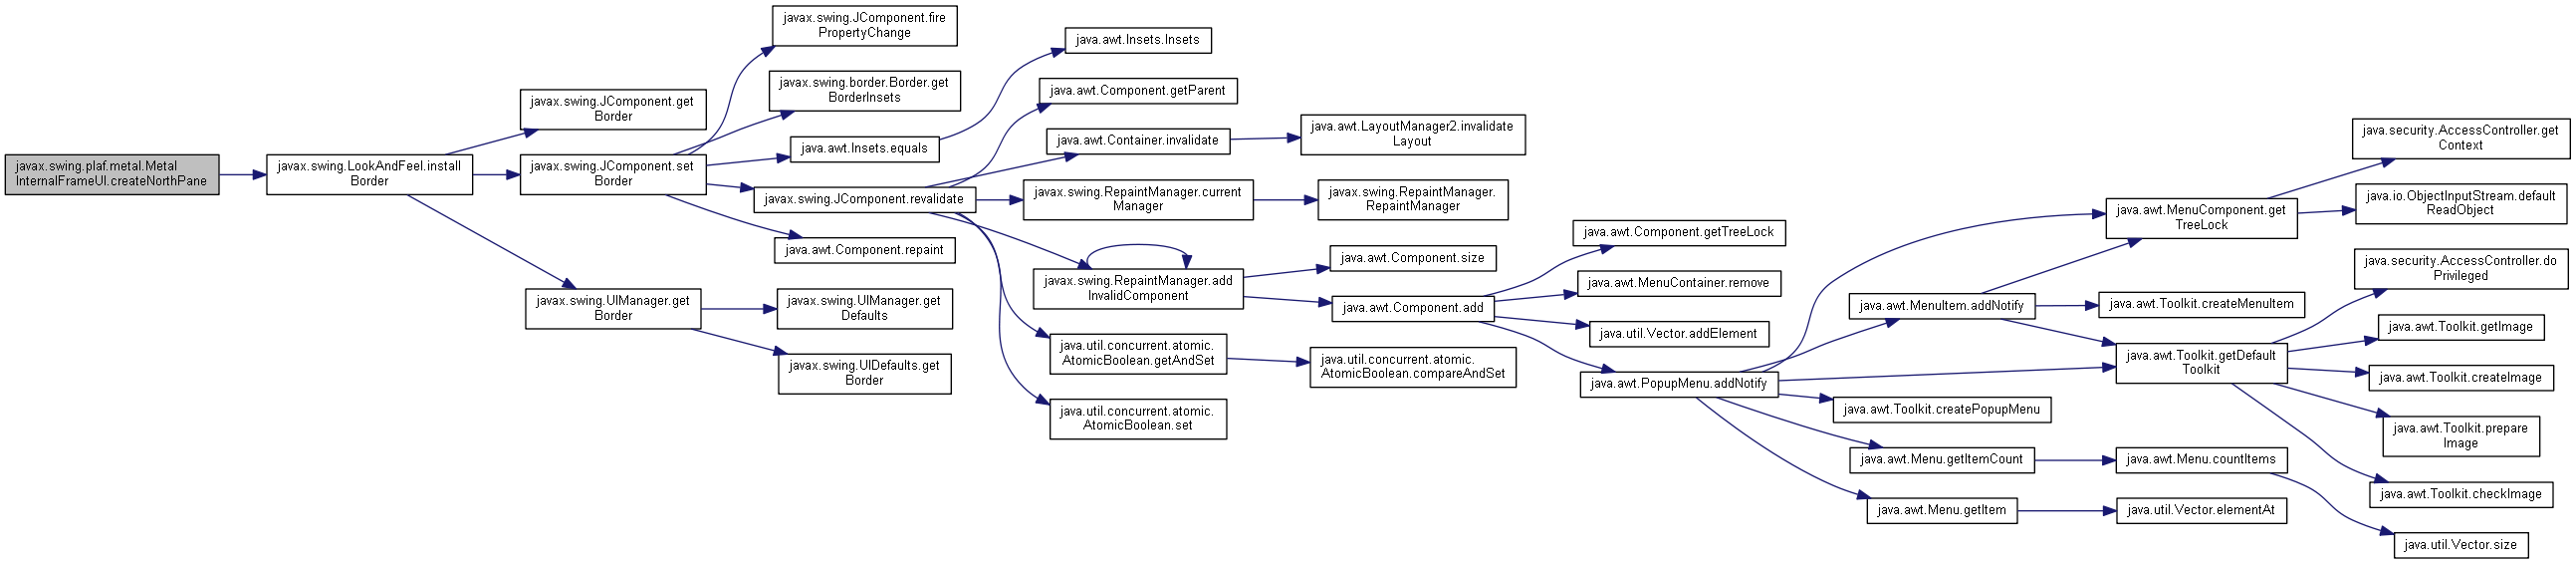 javax.swing.plaf.metal.Metal
InternalFrameUI.createNorthPane
javax.swing.LookAndFeel.install
Border
javax.swing.JComponent.get
Border
javax.swing.JComponent.set
Border
javax.swing.UIManager.get
Border
javax.swing.JComponent.fire
PropertyChange
javax.swing.border.Border.get
BorderInsets
java.awt.Insets.equals
javax.swing.JComponent.revalidate
java.awt.Component.repaint
javax.swing.UIManager.get
Defaults
javax.swing.UIDefaults.get
Border
java.awt.Insets.Insets
java.awt.Component.getParent
java.awt.Container.invalidate
javax.swing.RepaintManager.current
Manager
javax.swing.RepaintManager.add
InvalidComponent
java.util.concurrent.atomic.
AtomicBoolean.getAndSet
java.util.concurrent.atomic.
AtomicBoolean.set
java.awt.LayoutManager2.invalidate
Layout
javax.swing.RepaintManager.
RepaintManager
java.awt.Component.size
java.awt.Component.add
java.util.concurrent.atomic.
AtomicBoolean.compareAndSet
java.awt.Component.getTreeLock
java.awt.MenuContainer.remove
java.util.Vector.addElement
java.awt.PopupMenu.addNotify
java.awt.MenuItem.addNotify
java.awt.Toolkit.createPopupMenu
java.awt.Menu.getItemCount
java.awt.Menu.getItem
java.awt.MenuComponent.get
TreeLock
java.awt.Toolkit.createMenuItem
java.awt.Toolkit.getDefault
Toolkit
java.awt.Menu.countItems
java.util.Vector.elementAt
java.security.AccessController.get
Context
java.io.ObjectInputStream.default
ReadObject
java.security.AccessController.do
Privileged
java.awt.Toolkit.getImage
java.awt.Toolkit.createImage
java.awt.Toolkit.prepare
Image
java.awt.Toolkit.checkImage
java.util.Vector.size